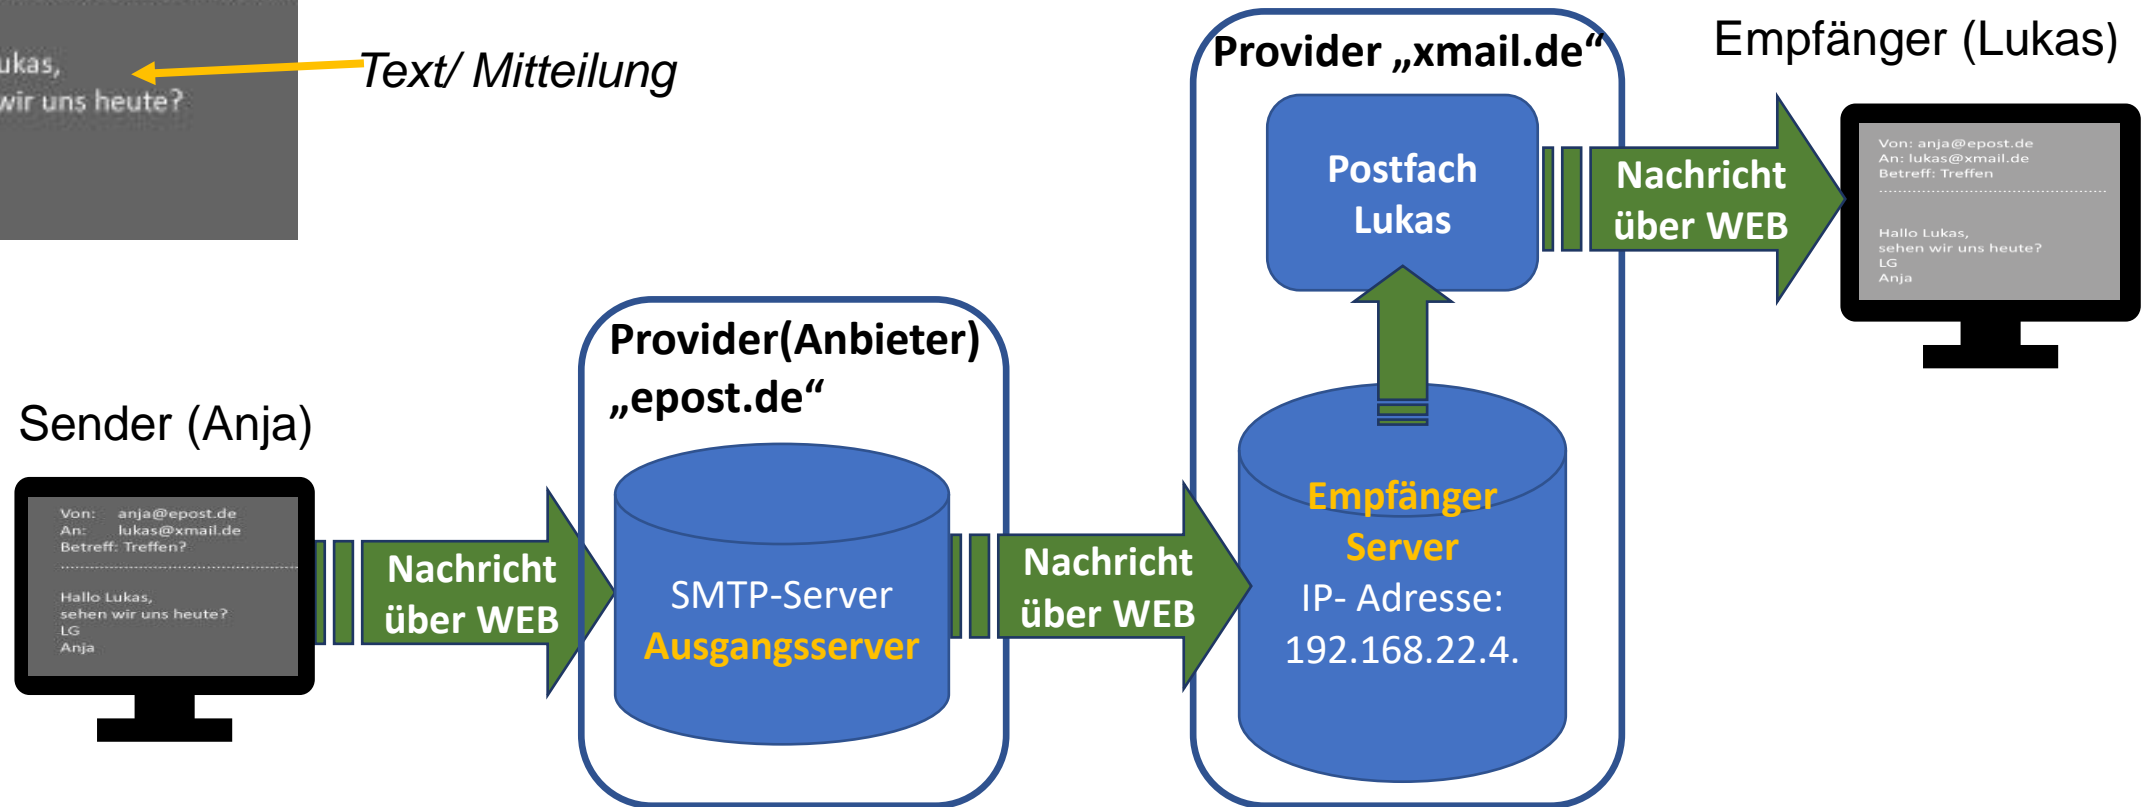 ukas,
wir uns heute?
Text/ Mitteilung
Provider „xmail.de“
Empfänger (Lukas)
Postfach
Lukas
Nachricht
über WEB
Von: anja@epost.de
An: lukas@xmail.de
Betreff: Treffen
Hallo Lukas,
sehen wir uns heute?
LG
Anja
Provider(Anbieter)
„epost.de“
Sender (Anja)
Von: anja@epost.de
An: lukas@xmail.de
Betreff: Treffen?
Hallo Lukas,
sehen wir uns heute?
LG
Anja
Nachricht
über WEB
SMTP-Server
Ausgangsserver
Nachricht
über WEB
Empfänger
Server
IP- Adresse:
192.168.22.4.